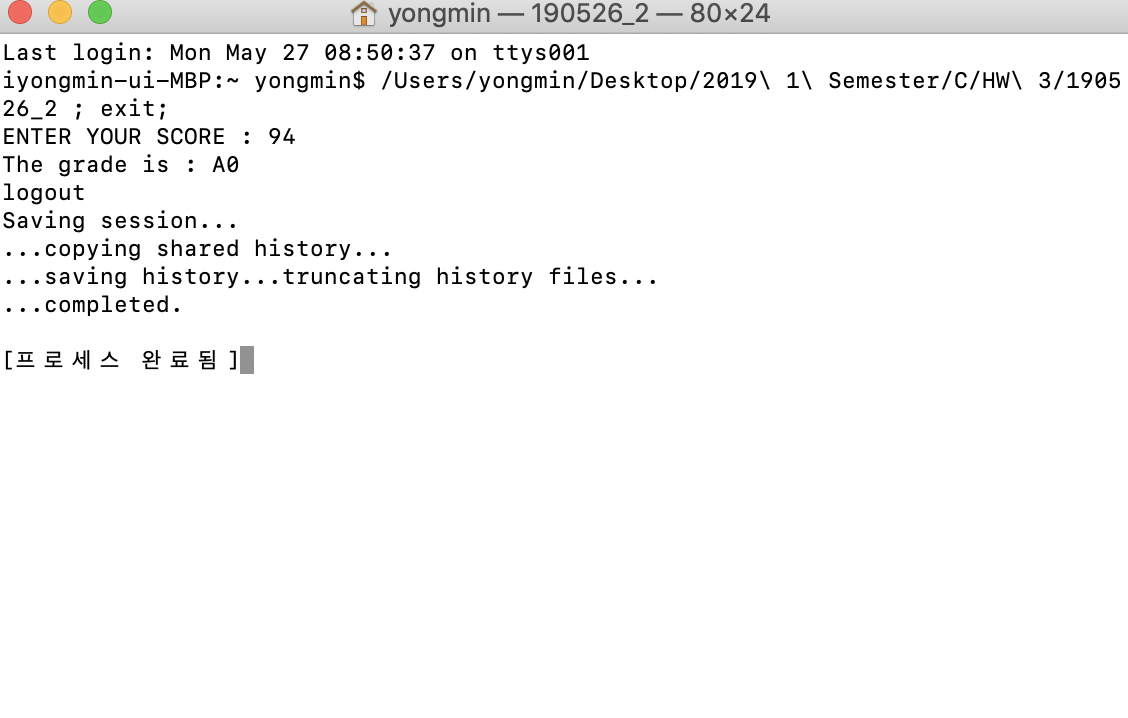 yongmin — 190526_2 — 80×24
Last login: Mon May 27 08:50:37 on ttys001
iyongmin-ui-MBP:~ yongmin$ /Users/yongmin/Desktop/2019\ 1\ Semester/C/HW\ 3/1905
26_2 ; exit;
ENTER YOUR SCORE : 94
The grade is : A0
logout
Saving session...
...copying shared history...
...saving history...truncating history files...
...completed.
[프로세스 완료됨]